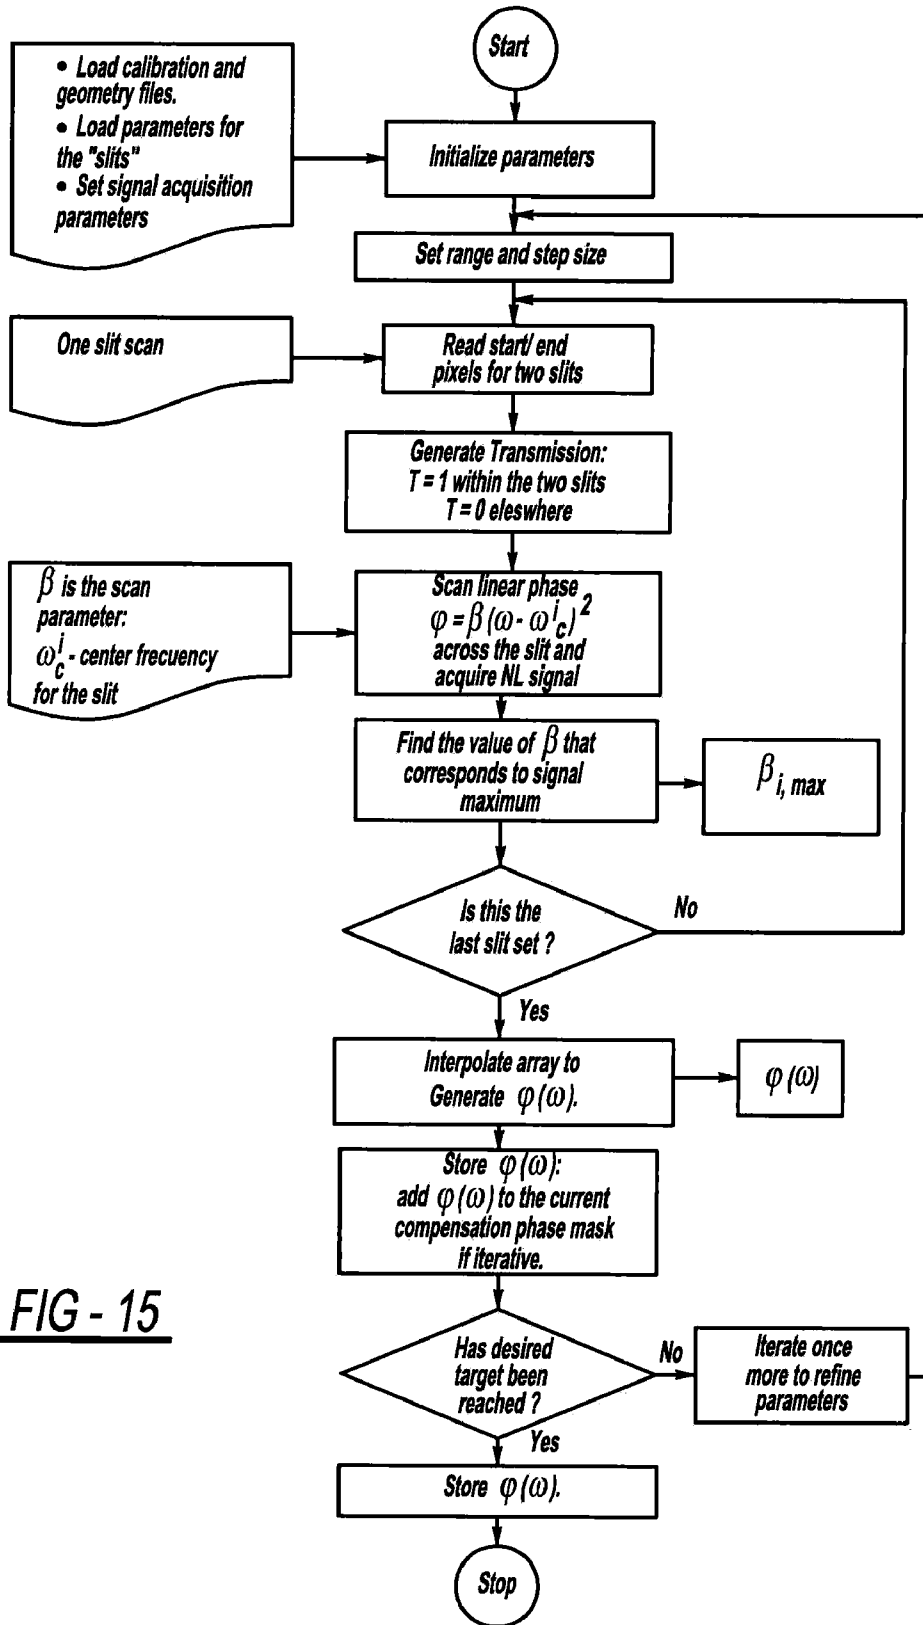 Start
• Load calibration and
geometry files.
• Load parameters for
the "slits"
• Set signal acquisition
parameters
Initialize parameters
Set range and step size
One slit scan
Read start/ end
pixels for two slits
Generate Transmission:
T = 1 within the two slits
T = 0 eleswhere
β is the scan
parameter:
ω_c^i - center frecuency
for the slit
Scan linear phase
φ = β (ω - ω_c^i)^2
across the slit and
acquire NL signal
Find the value of β that
corresponds to signal
maximum
β_i, max
Is this the
last slit set ?
No
Yes
Interpolate array to
Generate φ(ω).
φ(ω)
Store φ(ω):
add φ(ω) to the current
compensation phase mask
if iterative.
FIG - 15
Has desired
target been
reached ?
No
Iterate once
more to refine
parameters
Yes
Store φ(ω).
Stop